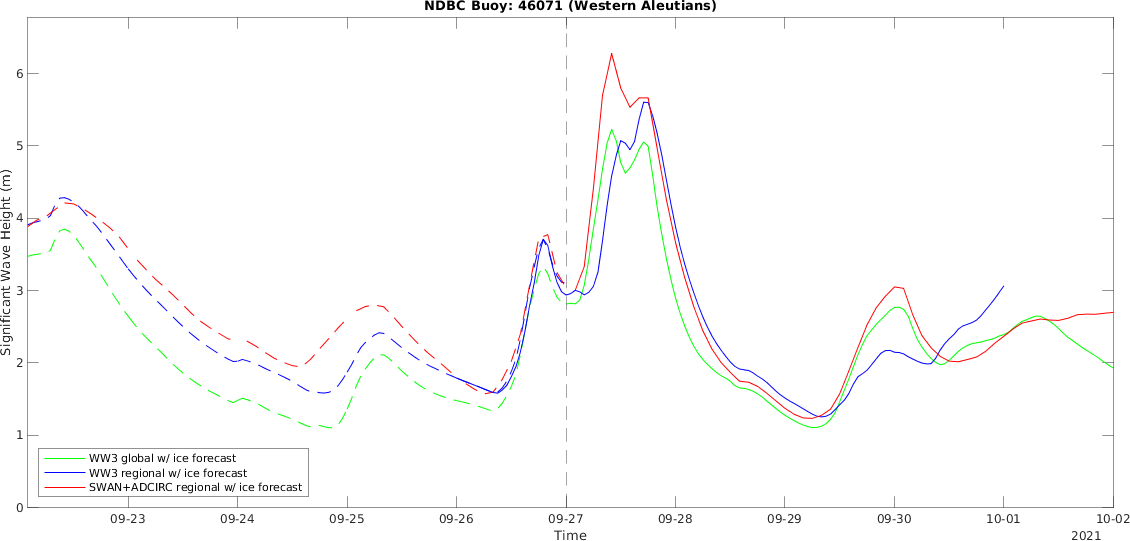 NDBC Buoy: 46071 (Western Aleutians)
Significant Wave Height (m)
6
5
4
3
2
1
0
WW3 global w/ ice forecast
WW3 regional w/ ice forecast
SWAN+ADCIRC regional w/ ice forecast
09-23 09-24 09-25 09-26 09-27 09-28 09-29 09-30 10-01 10-02
Time
2021